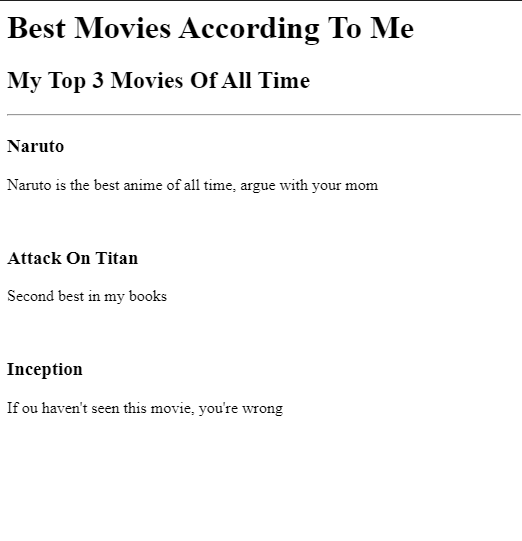 Best Movies According To Me
My Top 3 Movies Of All Time
Naruto
Naruto is the best anime of all time, argue with your mom
Attack On Titan
Second best in my books
Inception
If ou haven't seen this movie, you're wrong